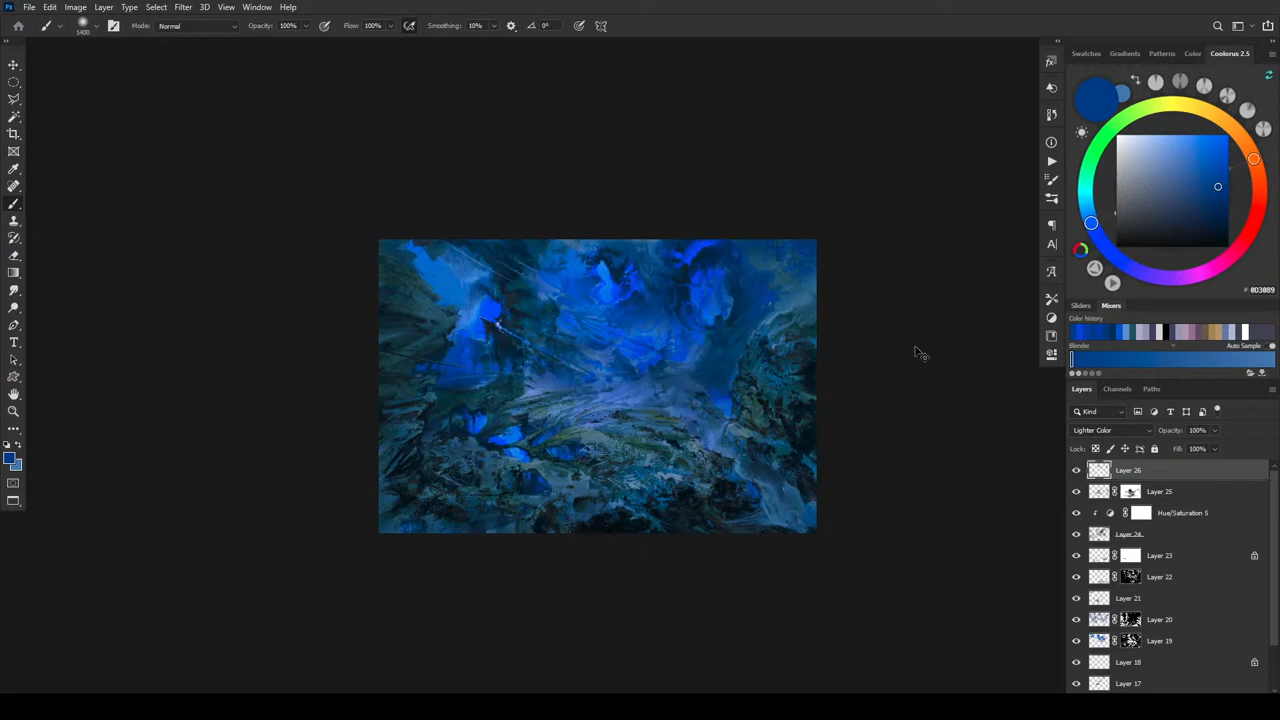 Ps File Edit Image Layer Type Select Filter 3D View Window Help
1400 Mode: Normal Opacity: 100% Flow: 100% Smoothing: 10% 0°
Swatches Gradients Patterns Color Coolorus 2.5
# 0D3089
Sliders Mixers
Color history
Blender Auto Sample
Layers Channels Paths
Kind
Lighter Color Opacity: 100%
Lock: Fill: 100%
Layer 26
Layer 25
Hue/Saturation 5
Layer 24
Layer 23
Layer 22
Layer 21
Layer 20
Layer 19
Layer 18
Layer 17